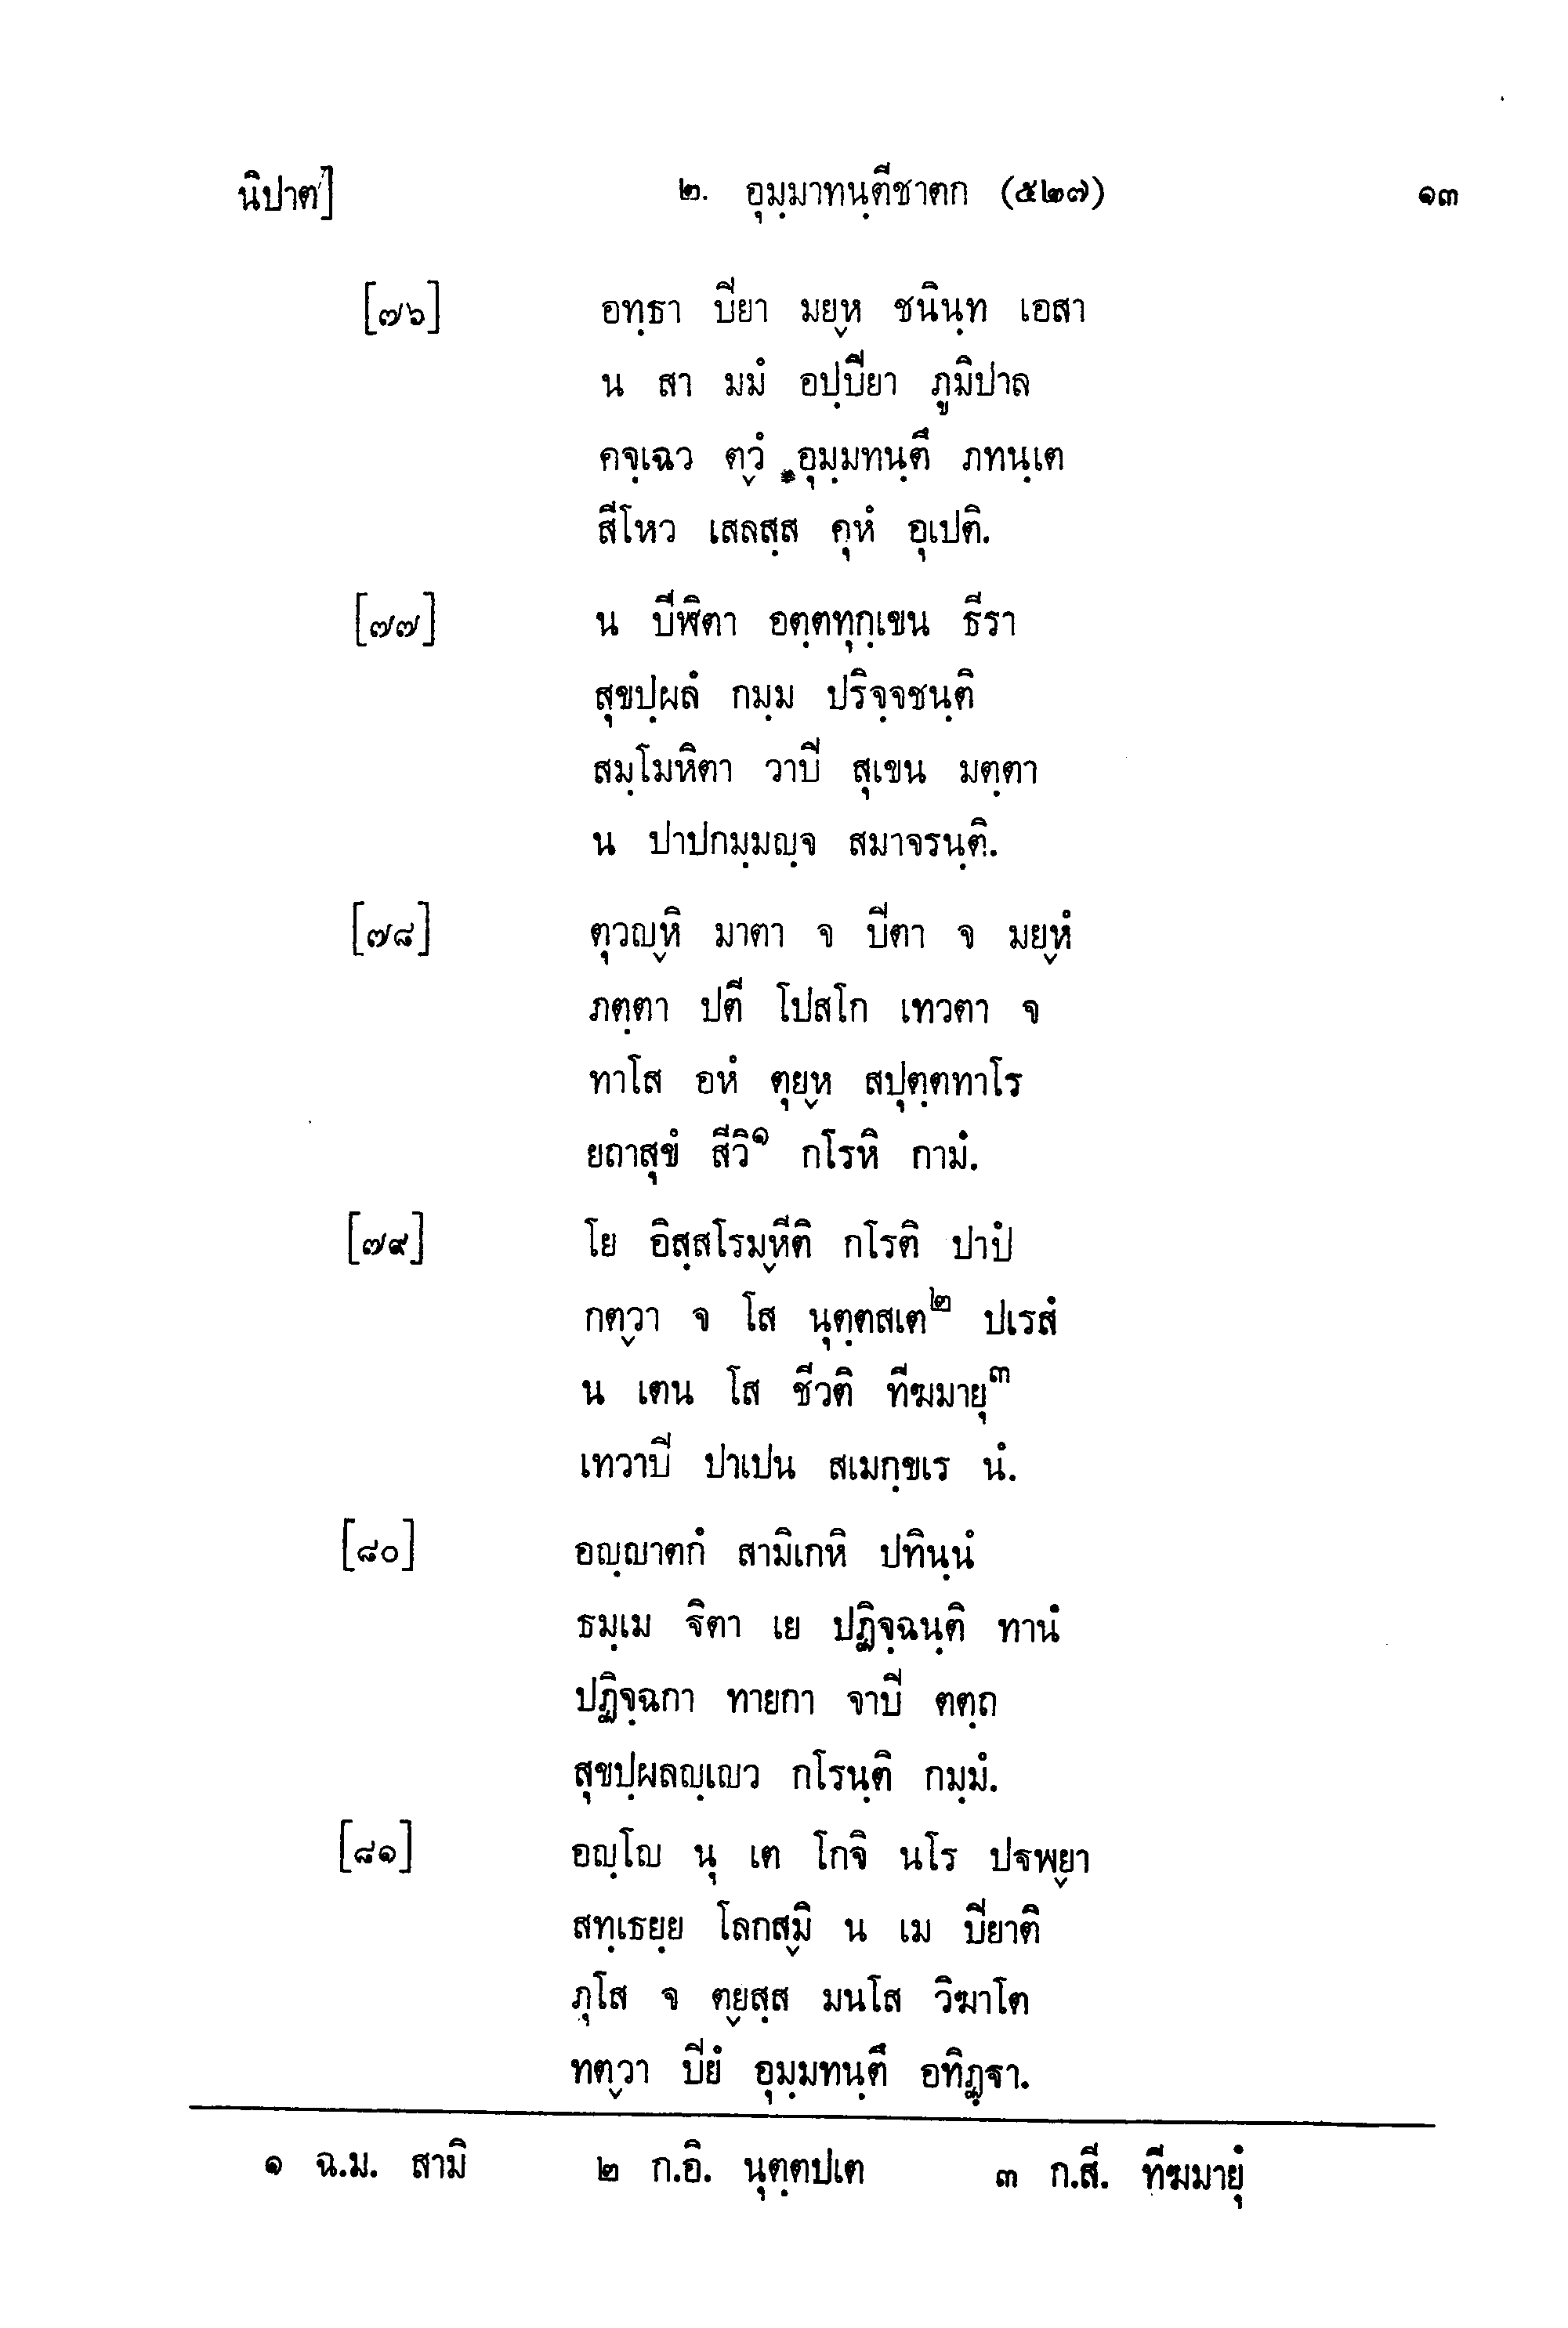 นิปาต]
๒. อุมฺมาทนฺตีชาตก (๕๒๗)
๑๓
[๗๖] อทฺธา ปิยา มยฺห ชนินฺท เอสา
น สา มมํ อปฺปิยา ภูมิปาล
คจฺเฉว ตฺวํ อุมฺมทนฺตึ ภทนฺเต
สีโหว เสลสฺส คุหํ อุเปติ.
[๗๗] น ปีฬิตา อตฺตทุกฺเขน ธีรา
สุขปฺผลํ กมฺม ปริจฺจชนฺติ
สมฺโมหิตา วาปิ สุเขน มตฺตา
น ปาปกมฺมญฺจ สมาจรนฺติ.
[๗๘] ตุวญฺหิ มาตา จ ปิตา จ มยฺหํ
ภตฺตา ปตี โปสโก เทวตา จ
ทาโส อหํ ตุยฺห สปุตฺตทาโร
ยถาสุขํ สีวิ๑ กโรหิ กามํ.
[๗๙] โย อิสฺสโรมฺหีติ กโรติ ปาปํ
กตฺวา จ โส นุตฺตสเต๒ ปเรสํ
น เตน โส ชีวติ ทีฆมายุ๓
เทวาปิ ปาเปน สเมกฺขเร นํ.
[๘๐] อญฺญาตกํ สามิเกหิ ปทินฺนํ
ธมฺเม ฐิตา เย ปฏิจฺฉนฺติ ทานํ
ปฏิจฺฉกา ทายกา จาปิ ตตฺถ
สุขปฺผลญฺเญว กโรนฺติ กมฺมํ.
[๘๑] อญฺโญ นุ เต โกจิ นโร ปฐพฺยา
สทฺเธยฺย โลกสฺมิ น เม ปิยาติ
ภุโส จ ตฺยสฺส มนโส วิฆาโต
ทตฺวา ปิยํ อุมฺมทนฺตึ อทิฏฺฐา.
๑ ฉ.ม. สามิ ๒ ก.อิ. นุตฺตปเต ๓ ก.สี. ทีฆมายุํ